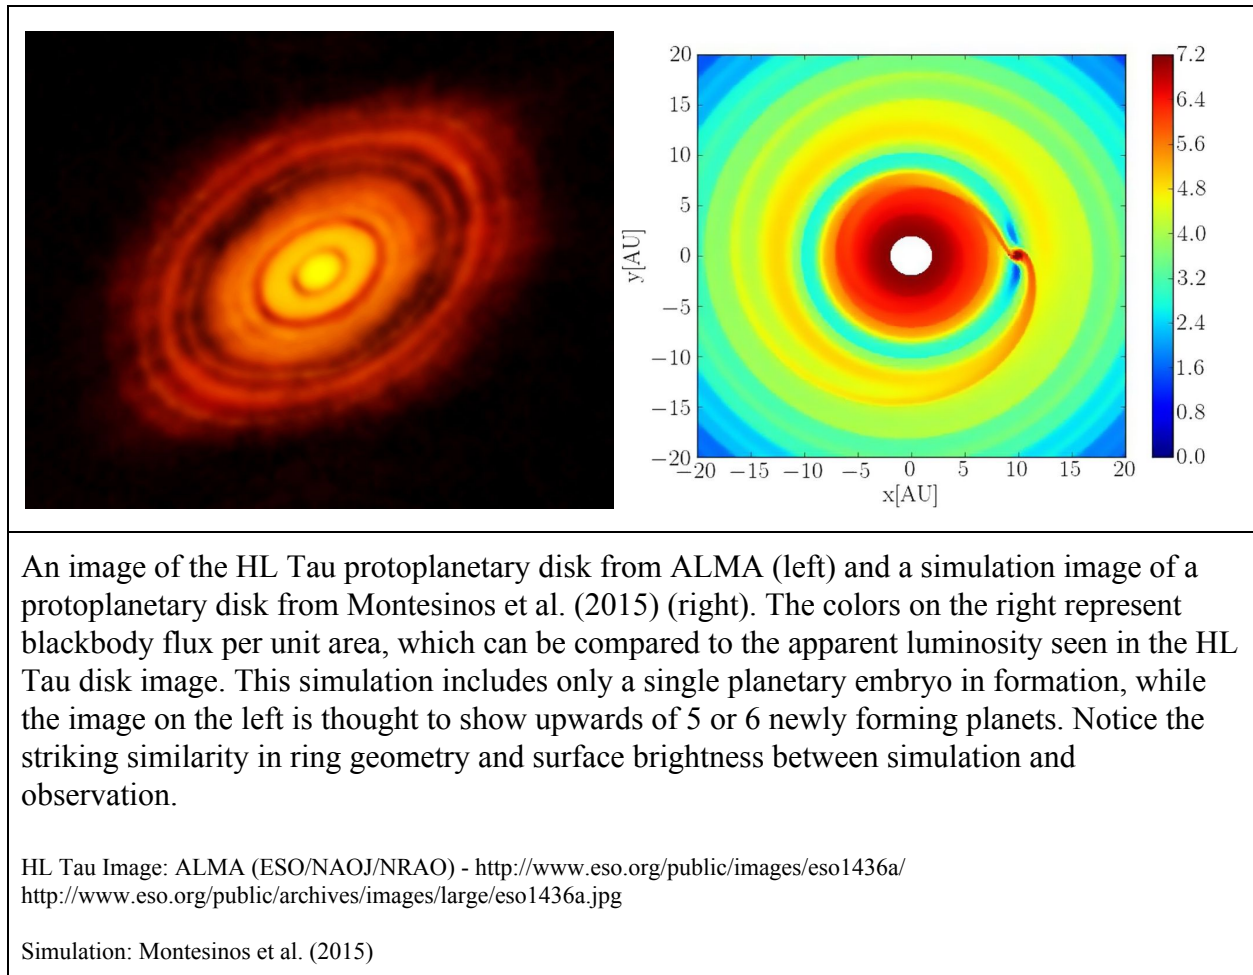 20
15
10
5
0
−5
−10
−15
−20
y[AU]
−20 −15 −10 −5 0 5 10 15 20
x[AU]
7.2
6.4
5.6
4.8
4.0
3.2
2.4
1.6
0.8
0.0
An image of the HL Tau protoplanetary disk from ALMA (left) and a simulation image of a
protoplanetary disk from Montesinos et al. (2015) (right). The colors on the right represent
blackbody flux per unit area, which can be compared to the apparent luminosity seen in the HL
Tau disk image. This simulation includes only a single planetary embryo in formation, while
the image on the left is thought to show upwards of 5 or 6 newly forming planets. Notice the
striking similarity in ring geometry and surface brightness between simulation and
observation.
HL Tau Image: ALMA (ESO/NAOJ/NRAO) - http://www.eso.org/public/images/eso1436a/
http://www.eso.org/public/archives/images/large/eso1436a.jpg
Simulation: Montesinos et al. (2015)